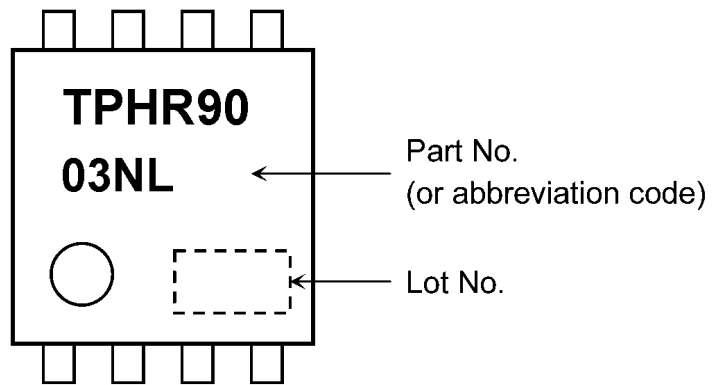 TPHR90
03NL
Part No.
(or abbreviation code)
Lot No.